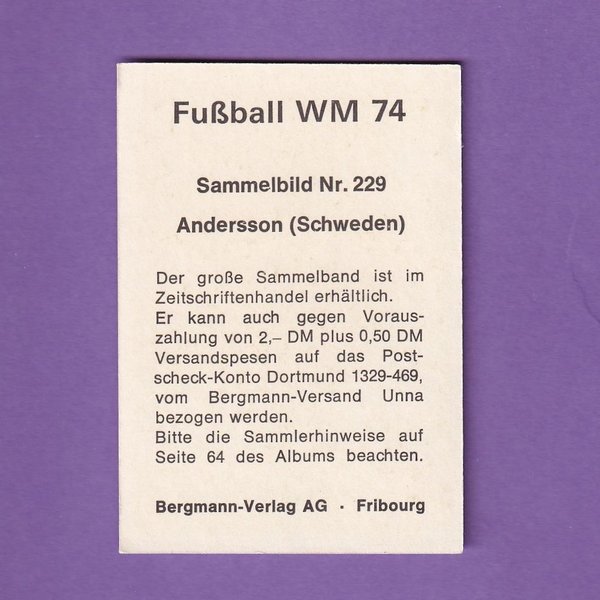 Fußball WM 74
Sammelbild Nr. 229
Andersson (Schweden)
Der große Sammelband ist im
Zeitschriftenhandel erhältlich.
Er kann auch gegen Voraus-
zahlung von 2,– DM plus 0,50 DM
Versandspesen auf das Post-
scheck-Konto Dortmund 1329-469,
vom Bergmann-Versand Unna
bezogen werden.
Bitte die Sammlerhinweise auf
Seite 64 des Albums beachten.
Bergmann-Verlag AG · Fribourg